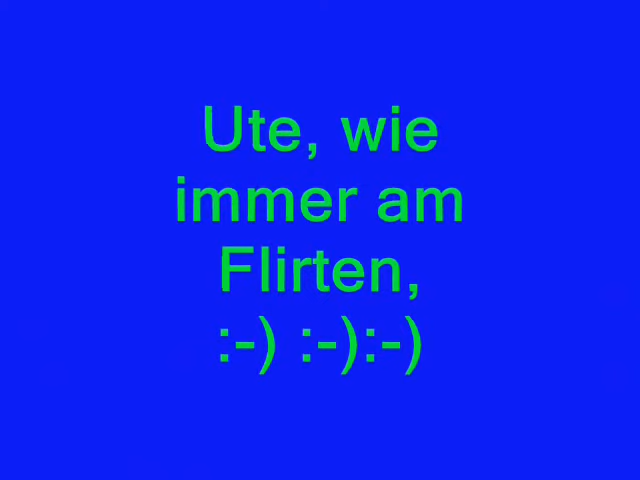 Ute, wie
immer am
Flirten,
:-) :-):-)